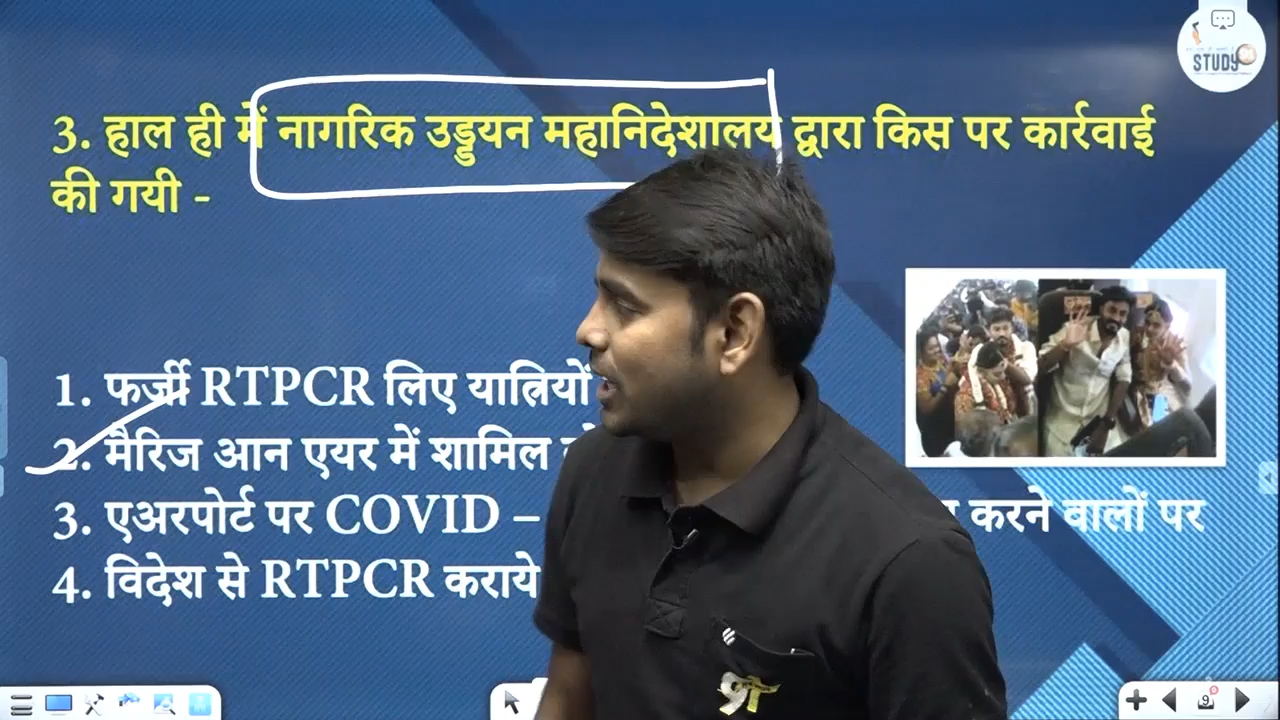 STUDY
3. हाल ही में नागरिक उड्डयन महानिदेशालय द्वारा किस पर कार्रवाई
की गयी -
1. फर्जी RTPCR लिए यात्रियों
2. मैरिज आन एयर में शामिल
3. एअरपोर्ट पर COVID – करने वालों पर
4. विदेश से RTPCR कराये
9